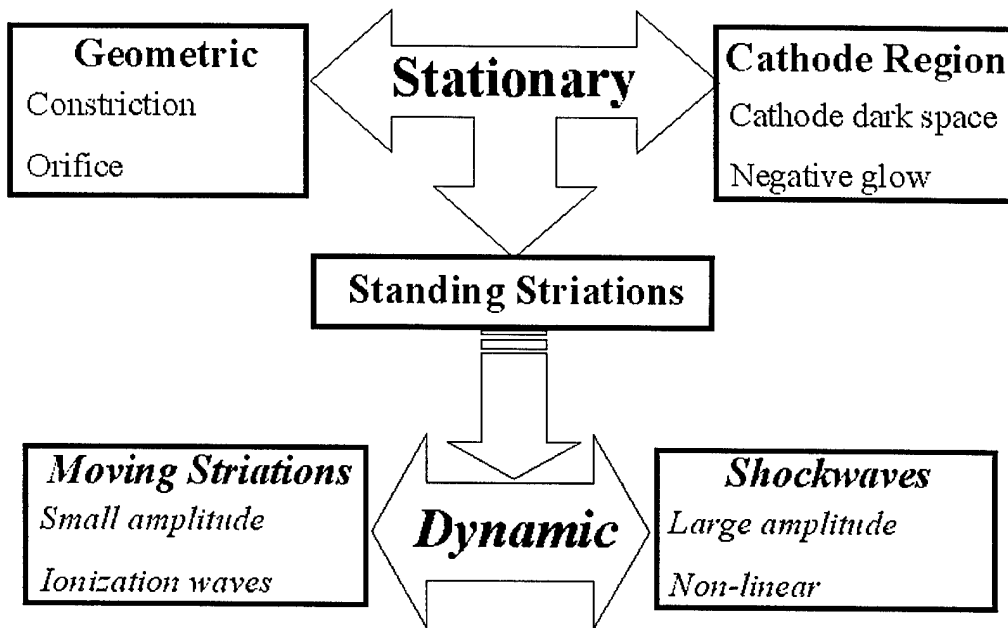 Geometric
Constriction
Orifice
Stationary
Cathode Region
Cathode dark space
Negative glow
Standing Striations
Moving Striations
Small amplitude
Ionization waves
Dynamic
Shockwaves
Large amplitude
Non-linear